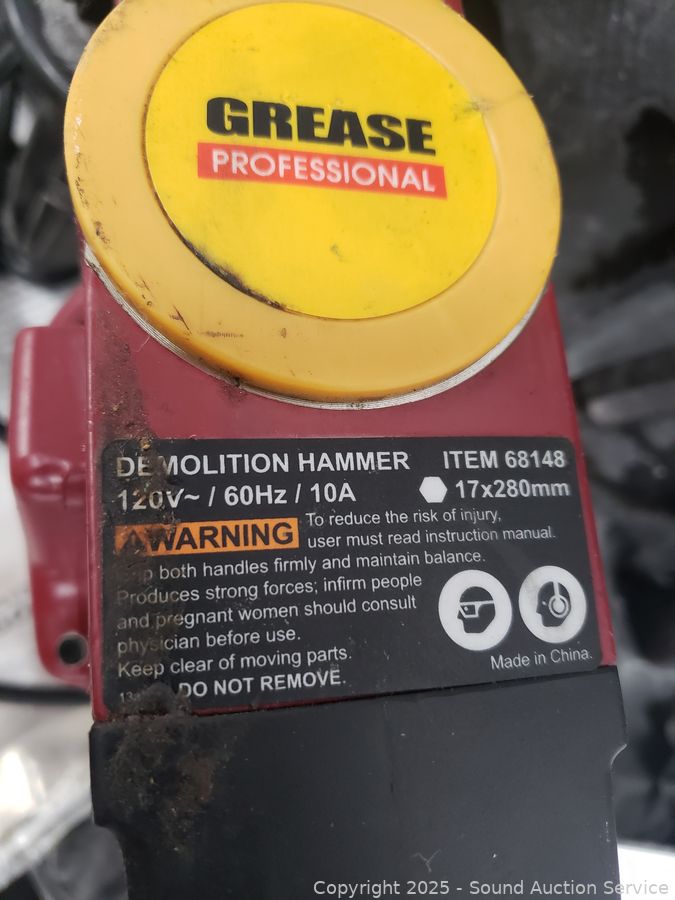 GREASE
PROFESSIONAL
DEMOLITION HAMMER ITEM 68148
120V~ / 60Hz / 10A 17x280mm
WARNING To reduce the risk of injury,
user must read instruction manual.
both handles firmly and maintain balance.
Produces strong forces; infirm people
and pregnant women should consult
physician before use.
Keep clear of moving parts.
DO NOT REMOVE.
Made in China.
Copyright 2025 - Sound Auction Service